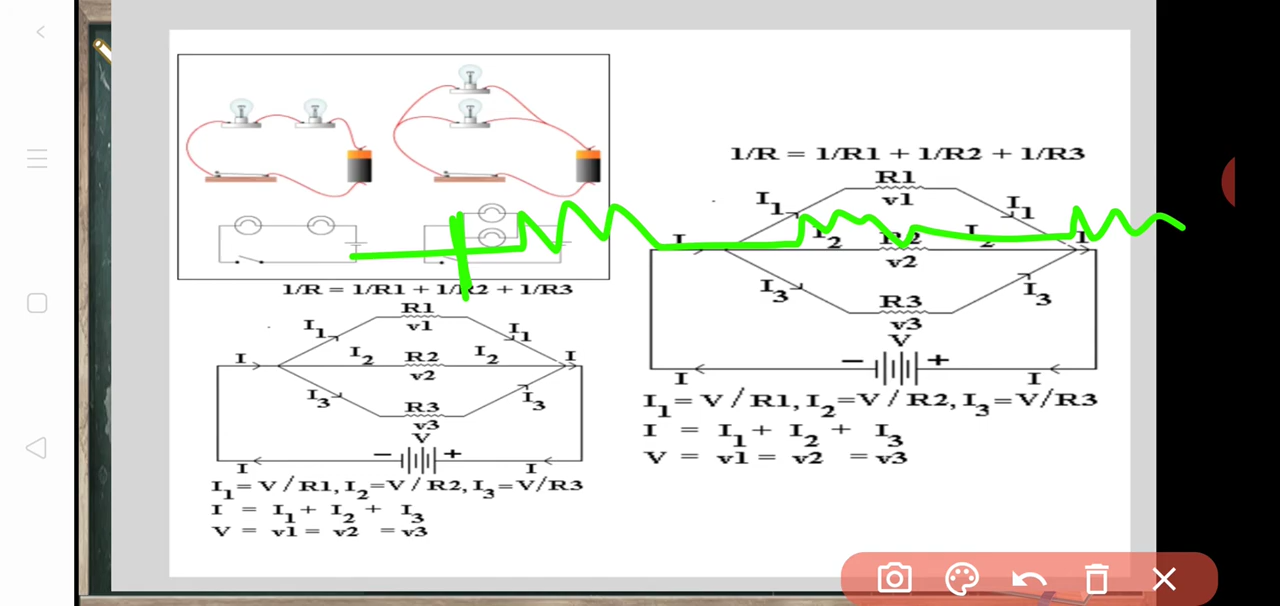 1/R = 1/R1 + 1/R2 + 1/R3
R1
I1 v1 I1
I I2 R2 I2 I
v2
I3 R3 I3
v3
V
− +
I I
I1= V / R1, I2=V / R2, I3=V/R3
I = I1 + I2 + I3
V = v1 = v2 = v3
1/R = 1/R1 + 1/R2 + 1/R3
R1
I1 v1 I1
I I2 R2 I2 I
v2
I3 R3 I3
v3
V
− +
I I
I1= V / R1, I2=V / R2, I3=V/R3
I = I1 + I2 + I3
V = v1 = v2 = v3